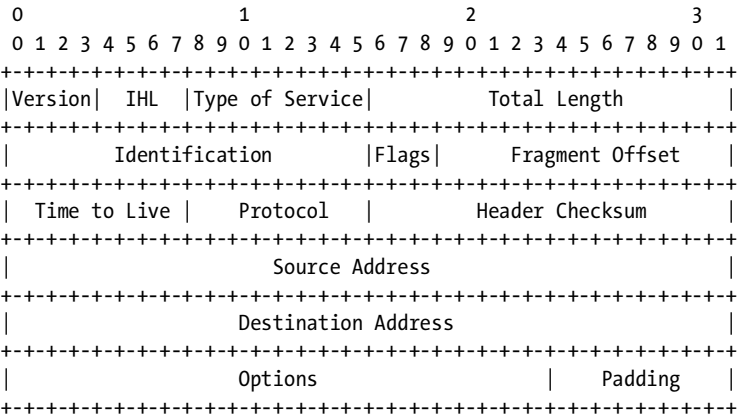 0                   1                   2                   3
 0 1 2 3 4 5 6 7 8 9 0 1 2 3 4 5 6 7 8 9 0 1 2 3 4 5 6 7 8 9 0 1
+-+-+-+-+-+-+-+-+-+-+-+-+-+-+-+-+-+-+-+-+-+-+-+-+-+-+-+-+-+-+-+-+
|Version|  IHL  |Type of Service|          Total Length         |
+-+-+-+-+-+-+-+-+-+-+-+-+-+-+-+-+-+-+-+-+-+-+-+-+-+-+-+-+-+-+-+-+
|         Identification        |Flags|      Fragment Offset    |
+-+-+-+-+-+-+-+-+-+-+-+-+-+-+-+-+-+-+-+-+-+-+-+-+-+-+-+-+-+-+-+-+
|  Time to Live |    Protocol   |         Header Checksum       |
+-+-+-+-+-+-+-+-+-+-+-+-+-+-+-+-+-+-+-+-+-+-+-+-+-+-+-+-+-+-+-+-+
|                       Source Address                          |
+-+-+-+-+-+-+-+-+-+-+-+-+-+-+-+-+-+-+-+-+-+-+-+-+-+-+-+-+-+-+-+-+
|                    Destination Address                        |
+-+-+-+-+-+-+-+-+-+-+-+-+-+-+-+-+-+-+-+-+-+-+-+-+-+-+-+-+-+-+-+-+
|                    Options                    |    Padding    |
+-+-+-+-+-+-+-+-+-+-+-+-+-+-+-+-+-+-+-+-+-+-+-+-+-+-+-+-+-+-+-+-+